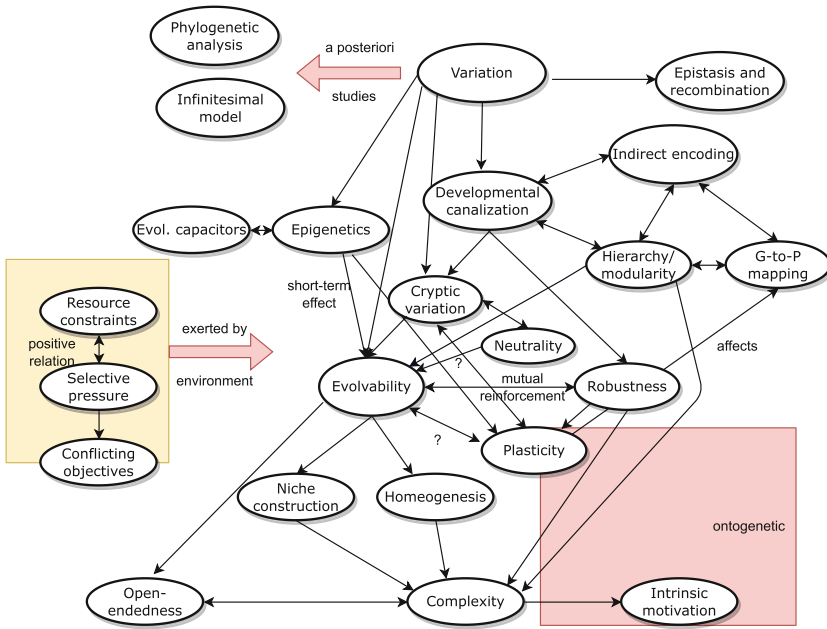 Phylogenetic
analysis
a posteriori
studies
Variation
Epistasis and
recombination
Infinitesimal
model
Indirect encoding
Developmental
canalization
Evol. capacitors
Epigenetics
Hierarchy/
modularity
G-to-P
mapping
short-term
effect
Cryptic
variation
Resource
constraints
positive
relation
exerted by
environment
Neutrality
affects
?
Selective
pressure
Evolvability
mutual
reinforcement
Robustness
?
Plasticity
Conflicting
objectives
Niche
construction
Homeogenesis
ontogenetic
Open-
endedness
Complexity
Intrinsic
motivation